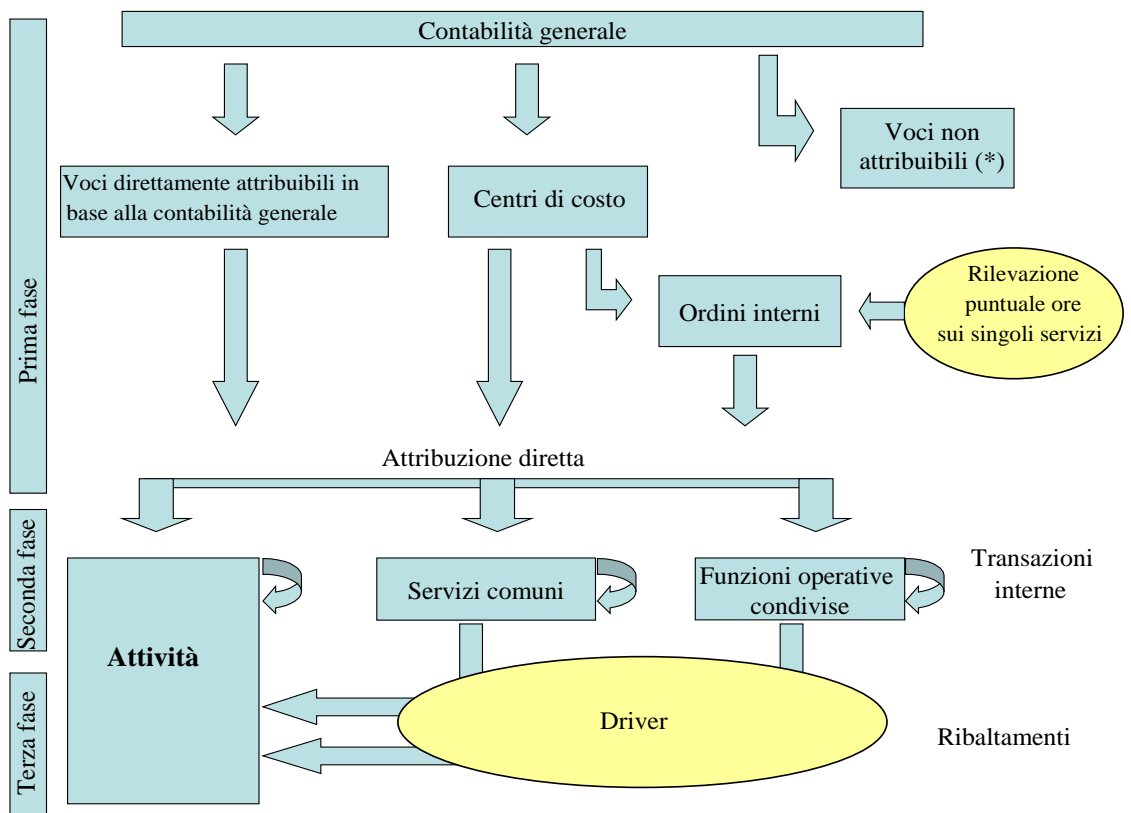 Contabilità generale
Voci non
attribuibili (*)
Voci direttamente attribuibili in
base alla contabilità generale
Centri di costo
Prima fase
Ordini interni
Rilevazione
puntuale ore
sui singoli servizi
Attribuzione diretta
Seconda fase
Servizi comuni
Funzioni operative
condivise
Transazioni
interne
Attività
Terza fase
Driver
Ribaltamenti